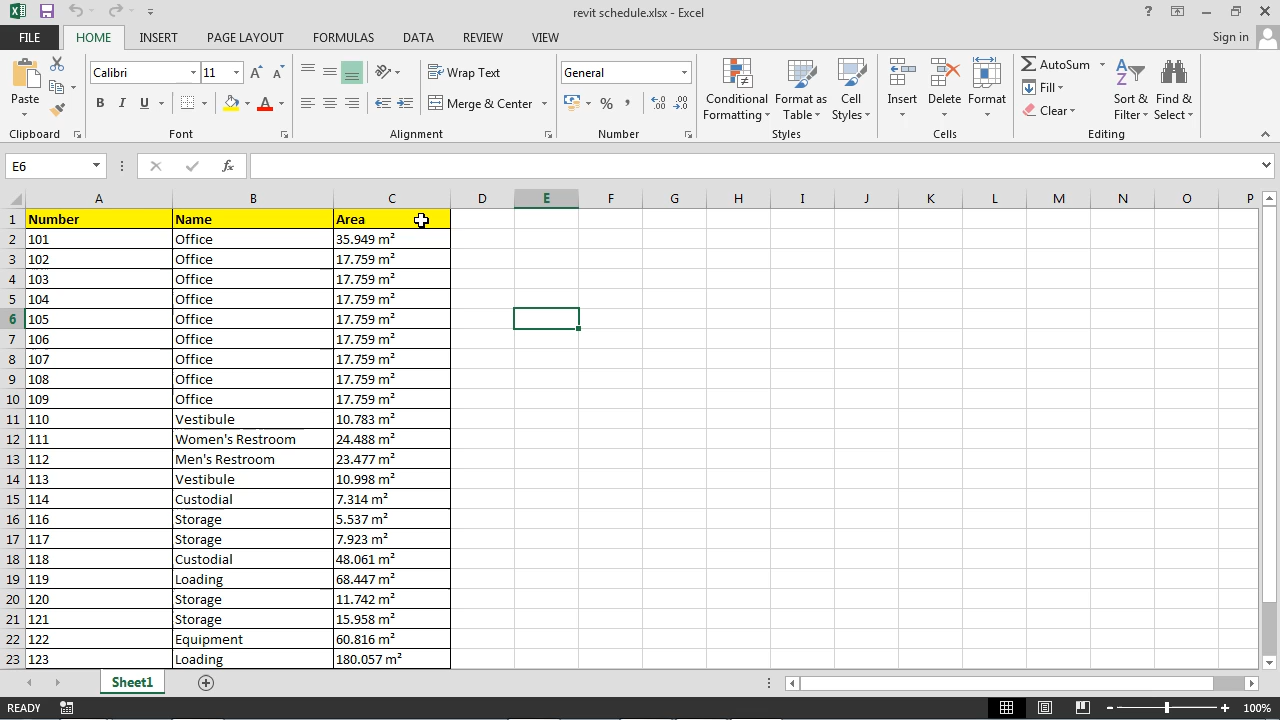 revit schedule.xlsx - Excel
FILE HOME INSERT PAGE LAYOUT FORMULAS DATA REVIEW VIEW Sign in
Paste
Calibri 11
B I U A
Wrap Text
Merge & Center
General
% ,
Conditional Formatting
Format as Table
Cell Styles
Insert Delete Format
AutoSum
Fill
Clear
Sort & Filter
Find & Select
Clipboard Font Alignment Number Styles Cells Editing
E6 fx
A B C D E F G H I J K L M N O P
1 Number Name Area
2 101 Office 35.949 m²
3 102 Office 17.759 m²
4 103 Office 17.759 m²
5 104 Office 17.759 m²
6 105 Office 17.759 m²
7 106 Office 17.759 m²
8 107 Office 17.759 m²
9 108 Office 17.759 m²
10 109 Office 17.759 m²
11 110 Vestibule 10.783 m²
12 111 Women's Restroom 24.488 m²
13 112 Men's Restroom 23.477 m²
14 113 Vestibule 10.998 m²
15 114 Custodial 7.314 m²
16 116 Storage 5.537 m²
17 117 Storage 7.923 m²
18 118 Custodial 48.061 m²
19 119 Loading 68.447 m²
20 120 Storage 11.742 m²
21 121 Storage 15.958 m²
22 122 Equipment 60.816 m²
23 123 Loading 180.057 m²
Sheet1
READY 100%